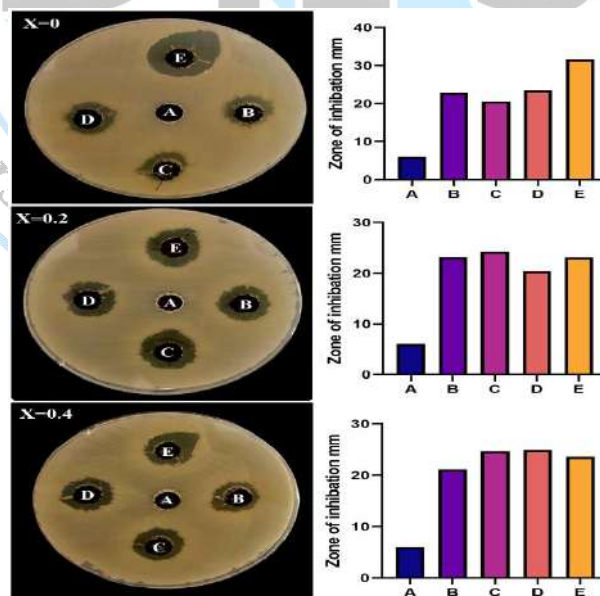 X=0
E
D
A
B
C
Zone of inhibation mm
40
30
20
10
0
A B C D E
X=0.2
E
D
A
B
C
Zone of inhibation mm
30
20
10
0
A B C D E
X=0.4
E
D
A
B
C
Zone of inhibation mm
30
20
10
0
A B C D E